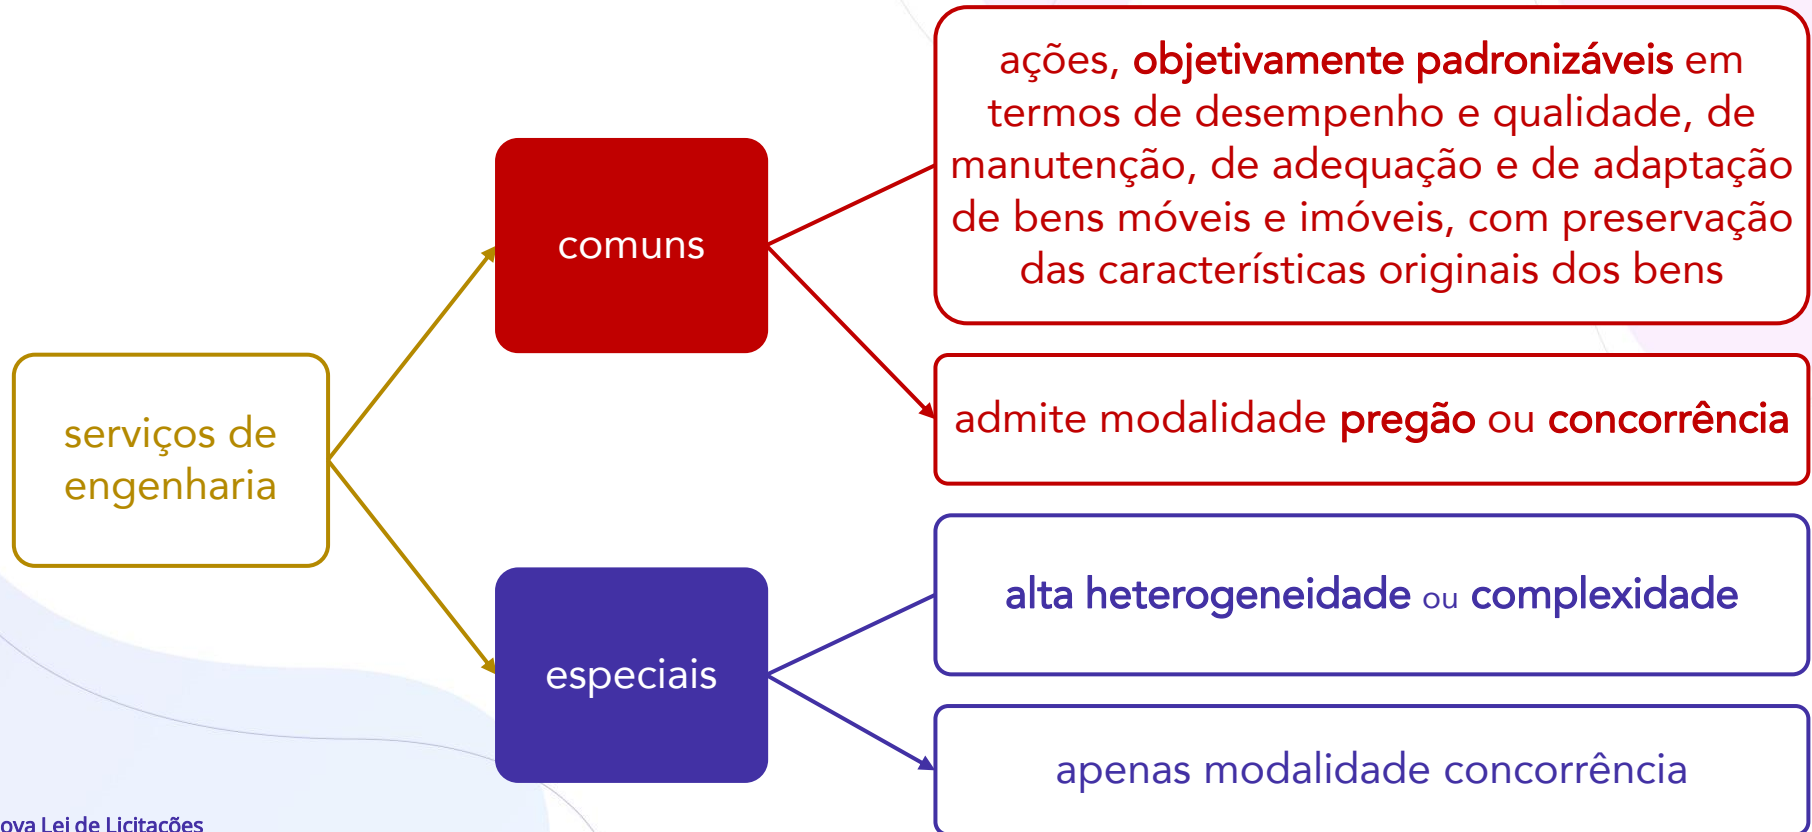 ações, objetivamente padronizáveis em
termos de desempenho e qualidade, de
manutenção, de adequação e de adaptação
de bens móveis e imóveis, com preservação
das características originais dos bens
comuns
admite modalidade pregão ou concorrência
serviços de
engenharia
alta heterogeneidade ou complexidade
especiais
apenas modalidade concorrência
ova Lei de Licitações